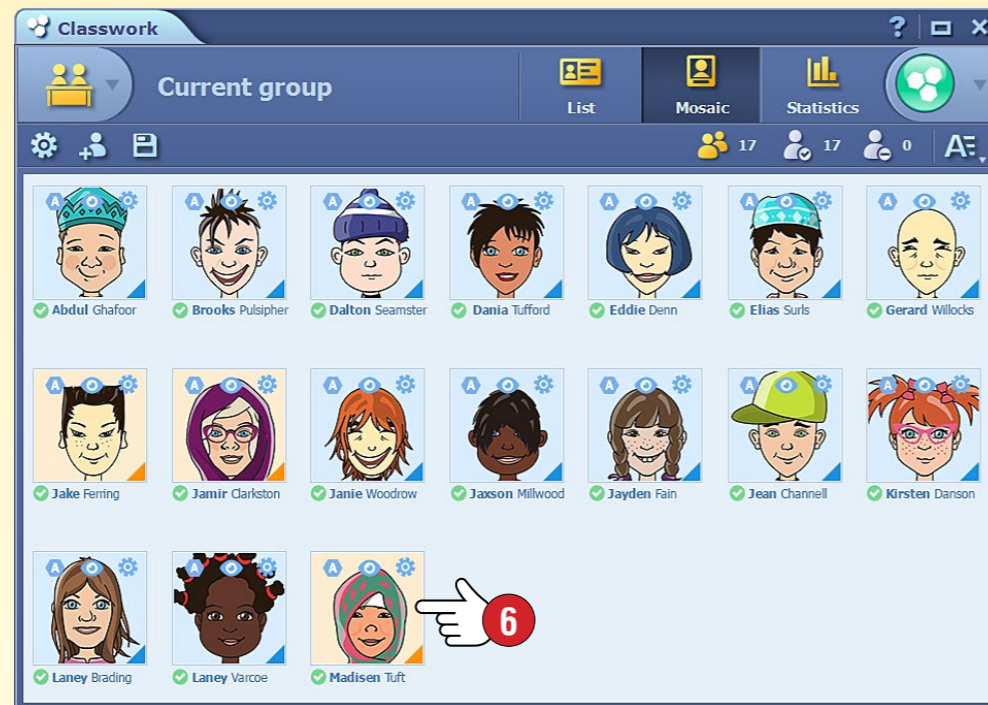 Classwork
?
Current group
List
Mosaic
Statistics
17
17
0
A
A A A A A A A
Abdul Ghafoor Brooks Pulsipher Dalton Seamster Dania Tufford Eddie Denn Elias Surls Gerard Willocks
A A A A A A A
Jake Ferring Jamir Clarkston Janie Woodrow Jaxson Millwood Jayden Fain Jean Channell Kirsten Danson
A A A
Laney Brading Laney Varcoe Madisen Tuft
6